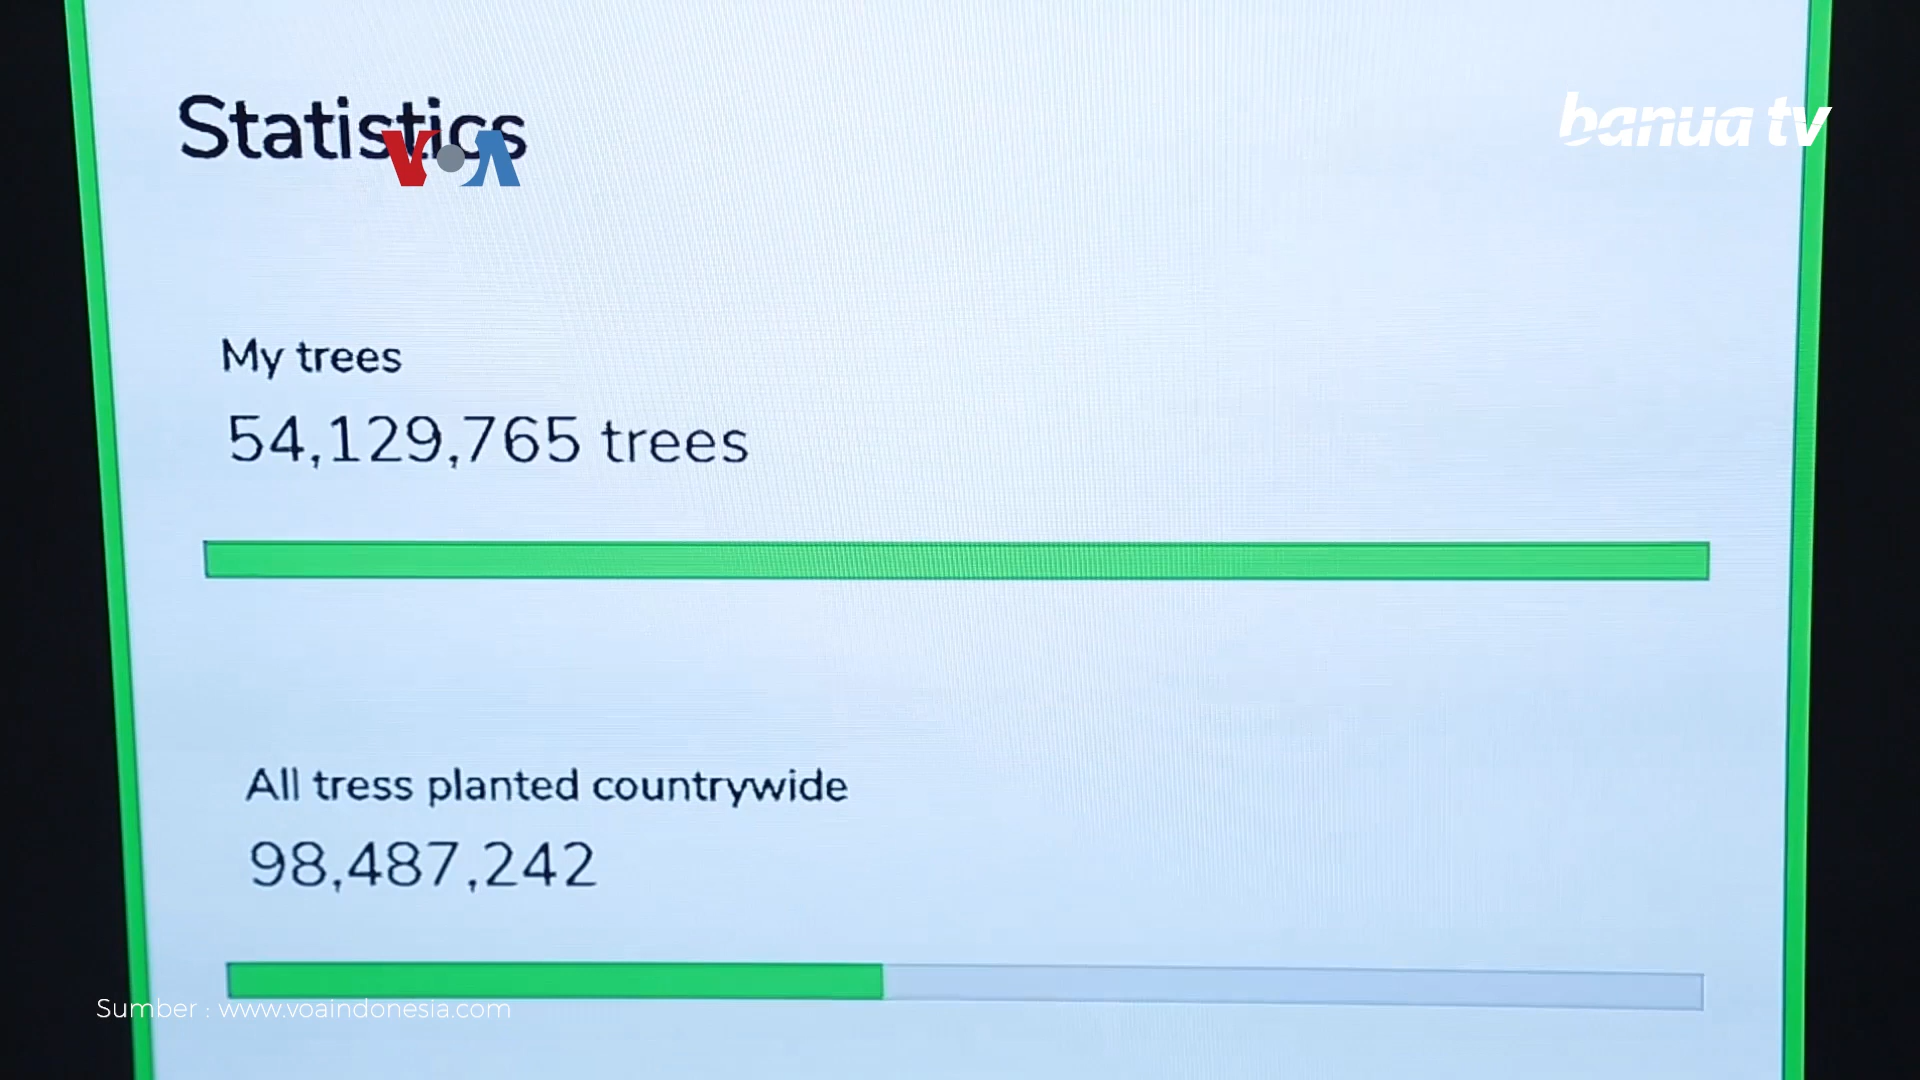 Statistics
VOA
banua tv
My trees
54,129,765 trees
All tress planted countrywide
98,487,242
Sumber : www.voaindonesia.com